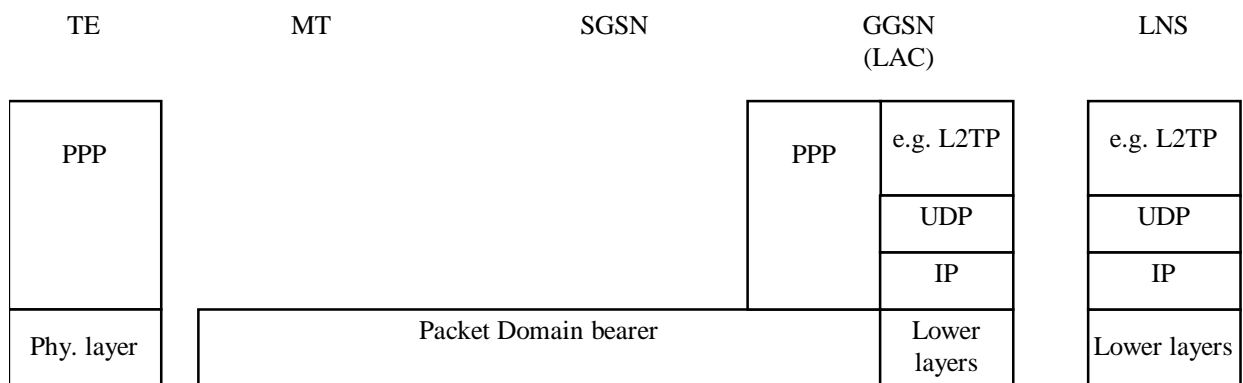 TE MT SGSN GGSN LNS
(LAC)
PPP PPP e.g. L2TP e.g. L2TP
UDP UDP
IP IP
Phy. layer Packet Domain bearer Lower Lower layers
layers